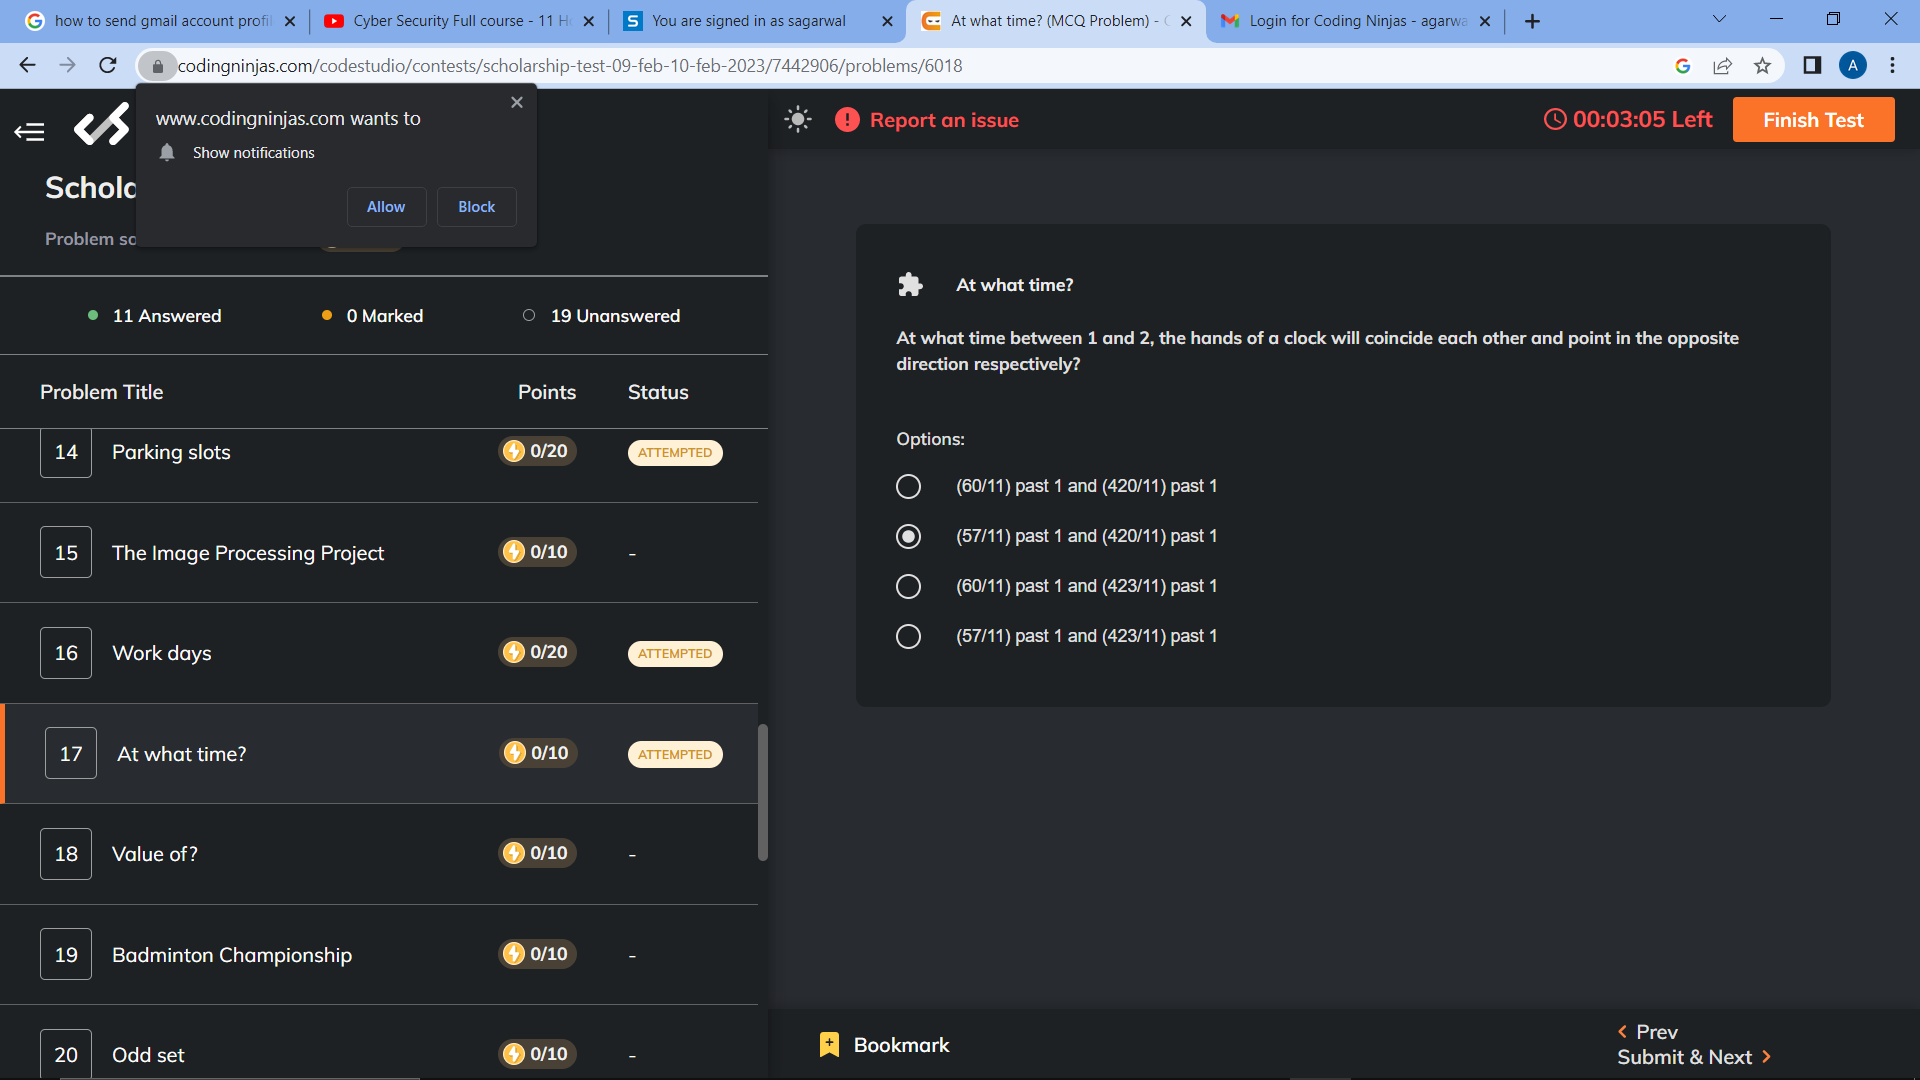 how to send gmail account profil
Cyber Security Full course - 11 H
You are signed in as sagarwal
At what time? (MCQ Problem) -
Login for Coding Ninjas - agarwa
codingninjas.com/codestudio/contests/scholarship-test-09-feb-10-feb-2023/7442906/problems/6018
A
www.codingninjas.com wants to
Show notifications
Allow
Block
Schola
Problem sc
11 Answered
0 Marked
19 Unanswered
Problem Title
Points
Status
14
Parking slots
0/20
ATTEMPTED
15
The Image Processing Project
0/10
-
16
Work days
0/20
ATTEMPTED
17
At what time?
0/10
ATTEMPTED
18
Value of?
0/10
-
19
Badminton Championship
0/10
-
20
Odd set
0/10
-
Report an issue
00:03:05 Left
Finish Test
At what time?
At what time between 1 and 2, the hands of a clock will coincide each other and point in the opposite
direction respectively?
Options:
(60/11) past 1 and (420/11) past 1
(57/11) past 1 and (420/11) past 1
(60/11) past 1 and (423/11) past 1
(57/11) past 1 and (423/11) past 1
Bookmark
Prev
Submit & Next